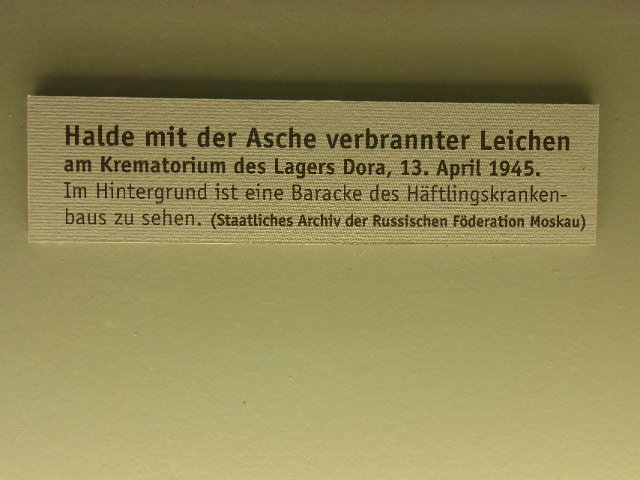 Halde mit der Asche verbrannter Leichen
am Krematorium des Lagers Dora, 13. April 1945.
Im Hintergrund ist eine Baracke des Häftlingskranken-
baus zu sehen. (Staatliches Archiv der Russischen Föderation Moskau)